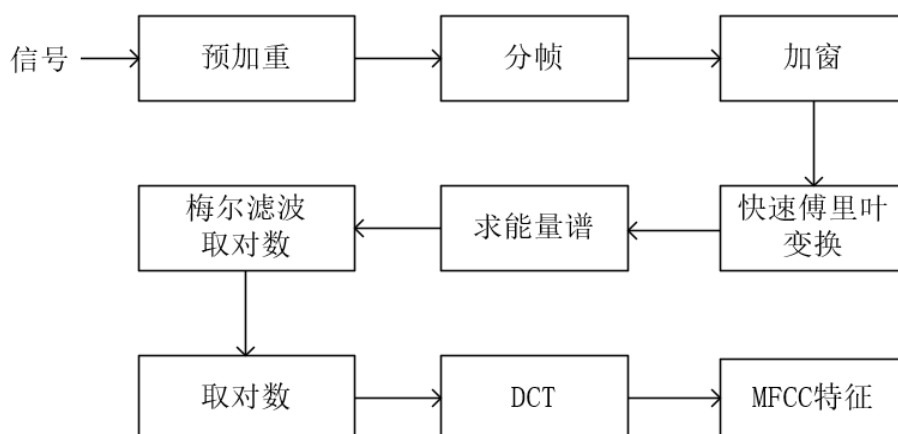 信号
预加重
分帧
加窗
快速傅里叶
变换
求能量谱
梅尔滤波
取对数
取对数
DCT
MFCC特征